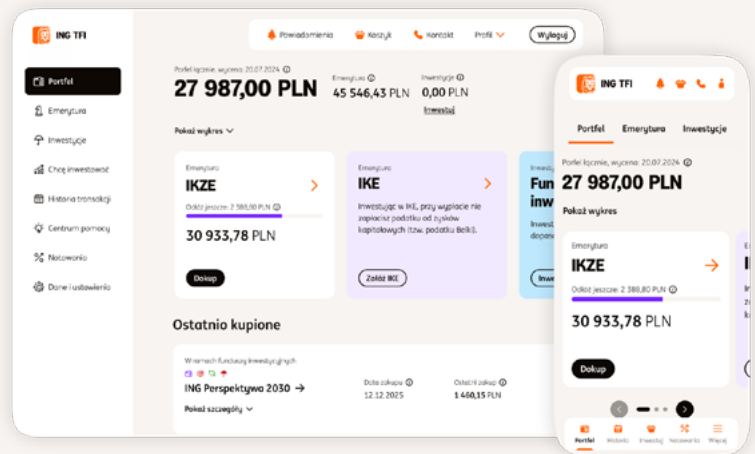 ING TFI
Powiadomienia
Koszyk
Kontakt
Profil
Wyloguj
Portfel
Emerytura
Inwestycje
Chcę inwestować
Historia transakcji
Centrum pomocy
Notowania
Dane i ustawienia
Portfel łącznie, wycena: 20.07.2024
27 987,00 PLN
Emerytura
45 546,43 PLN
Inwestycje
0,00 PLN
Inwestuj
Pokaż wykres
Emerytura
IKZE
Odłóż jeszcze: 2 388,80 PLN
30 933,78 PLN
Dokup
Emerytura
IKE
Inwestując w IKE, przy wypłacie nie
zapłacisz podatku od zysków
kapitałowych (tzw. podatku Belki).
Załóż IKE
Ostatnio kupione
W ramach funduszy inwestycyjnych
ING Perspektywa 2030
Pokaż szczegóły
Data zakupu
12.12.2025
Ostatni zakup
1 460,15 PLN
ING TFI
Portfel Emerytura Inwestycje
Portfel łącznie, wycena: 20.07.2024
27 987,00 PLN
Pokaż wykres
Emerytura
IKZE
Odłóż jeszcze: 2 388,80 PLN
30 933,78 PLN
Dokup
Portfel Historia Inwestuj Notowania Więcej